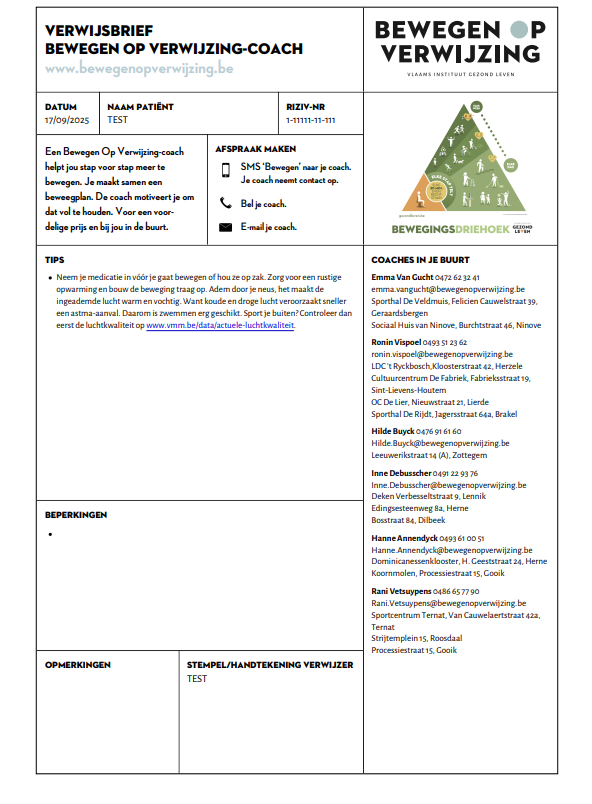 VERWIJSBRIEF
BEWEGEN OP VERWIJZING-COACH
www.bewegenopverwijzing.be
BEWEGEN OP
VERWIJZING
VLAAMS INSTITUUT GEZOND LEVEN
DATUM
17/09/2025
NAAM PATIËNT
TEST
RIZIV-NR
1-11111-11-111
Een Bewegen Op Verwijzing-coach
helpt jou stap voor stap meer te
bewegen. Je maakt samen een
beweegplan. De coach motiveert je om
dat vol te houden. Voor een voor-
delige prijs en bij jou in de buurt.
AFSPRAAK MAKEN
SMS ‘Bewegen’ naar je coach.
Je coach neemt contact op.
Bel je coach.
E-mail je coach.
gezondleven.be
BEWEGINGSDRIEHOEK
GEZOND
LEVEN
TIPS
• Neem je medicatie in vóór je gaat bewegen of hou ze op zak. Zorg voor een rustige
opwarming en bouw de beweging traag op. Adem door je neus, het maakt de
ingeademde lucht warm en vochtig. Want koude en droge lucht veroorzaakt sneller
een astma-aanval. Daarom is zwemmen erg geschikt. Sport je buiten? Controleer dan
eerst de luchtkwaliteit op www.vmm.be/data/actuele-luchtkwaliteit.
BEPERKINGEN
•
OPMERKINGEN
STEMPEL/HANDTEKENING VERWIJZER
TEST
COACHES IN JE BUURT
Emma Van Gucht 0472 62 32 41
emma.vangucht@bewegenopverwijzing.be
Sporthal De Veldmuis, Felicien Cauwelstraat 39,
Geraardsbergen
Sociaal Huis van Ninove, Burchtstraat 46, Ninove
Ronin Vispoel 0493 51 23 62
ronin.vispoel@bewegenopverwijzing.be
LDC 't Ryckbosch,Kloosterstraat 42, Herzele
Cultuurcentrum De Fabriek, Fabrieksstraat 19,
Sint-Lievens-Houtem
OC De Lier, Nieuwstraat 21, Lierde
Sporthal De Rijdt, Jagersstraat 64a, Brakel
Hilde Buyck 0476 91 61 60
Hilde.Buyck@bewegenopverwijzing.be
Leeuwerikstraat 14 (A), Zottegem
Inne Debusscher 0491 22 93 76
Inne.Debusscher@bewegenopverwijzing.be
Deken Verbesseltstraat 9, Lennik
Edingsesteenweg 8a, Herne
Bosstraat 84, Dilbeek
Hanne Annendyck 0493 61 00 51
Hanne.Annendyck@bewegenopverwijzing.be
Dominicanessenklooster, H. Geeststraat 24, Herne
Koornmolen, Processiestraat 15, Gooik
Rani Vetsuypens 0486 65 77 90
Rani.Vetsuypens@bewegenopverwijzing.be
Sportcentrum Ternat, Van Cauwelaertstraat 42a,
Ternat
Strijtemplein 15, Roosdaal
Processiestraat 15, Gooik